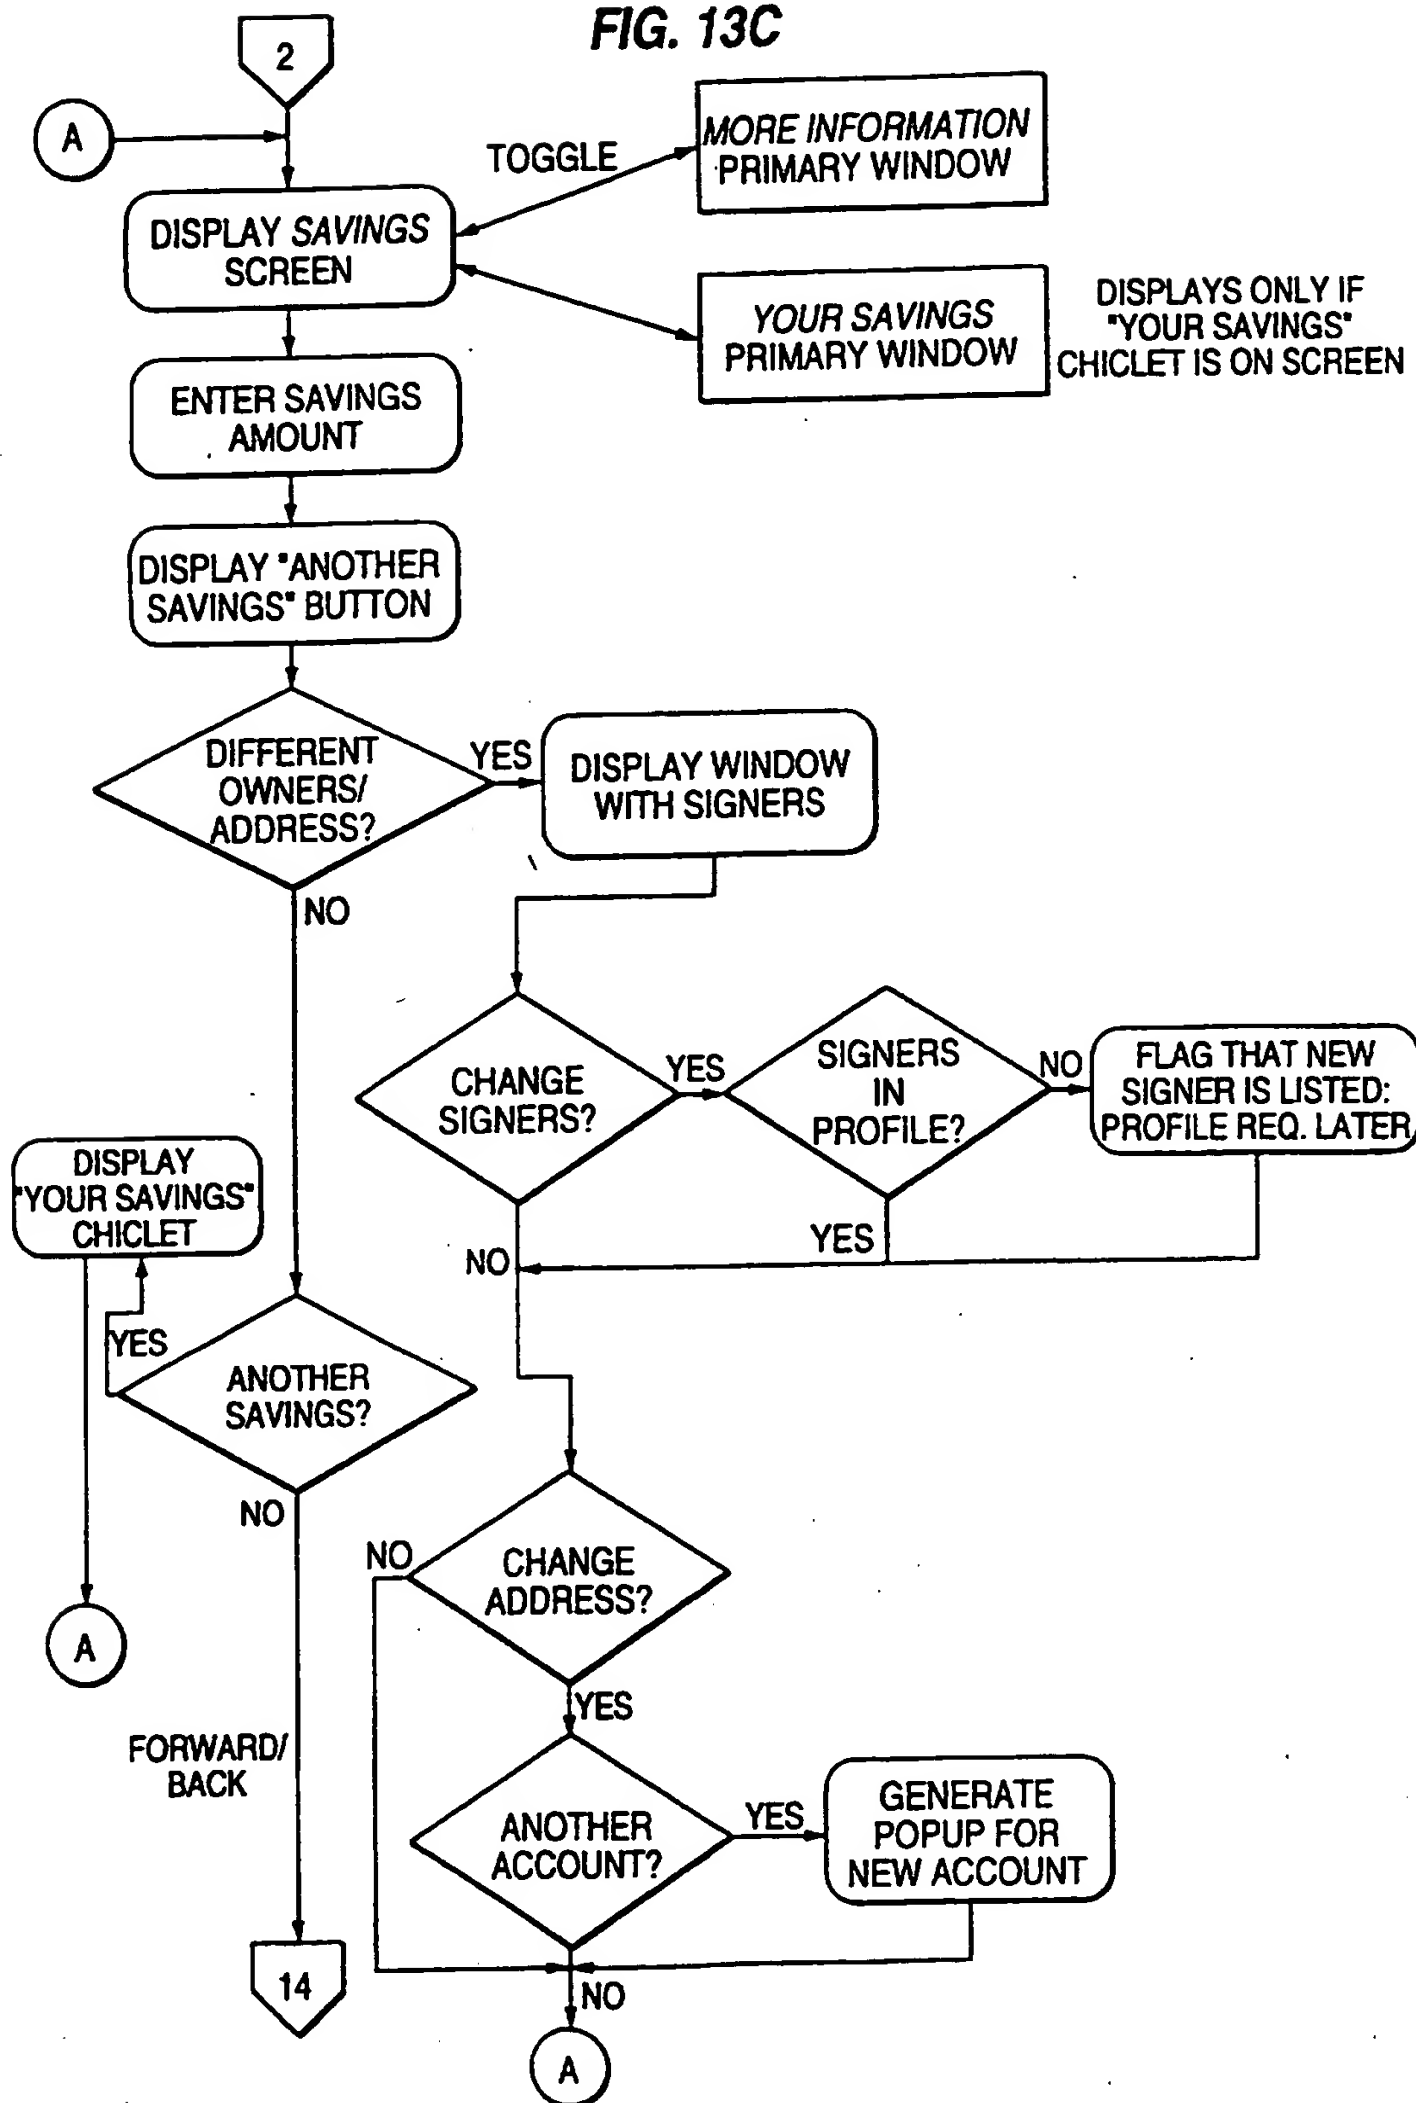 FIG. 13C
2
A
TOGGLE
MORE INFORMATION
PRIMARY WINDOW
DISPLAY SAVINGS
SCREEN
YOUR SAVINGS
PRIMARY WINDOW
DISPLAYS ONLY IF
"YOUR SAVINGS"
CHICLET IS ON SCREEN
ENTER SAVINGS
AMOUNT
DISPLAY "ANOTHER
SAVINGS" BUTTON
DIFFERENT
OWNERS/
ADDRESS?
YES
DISPLAY WINDOW
WITH SIGNERS
NO
CHANGE
SIGNERS?
YES
SIGNERS
IN
PROFILE?
NO
FLAG THAT NEW
SIGNER IS LISTED:
PROFILE REQ. LATER
YES
NO
DISPLAY
"YOUR SAVINGS"
CHICLET
YES
ANOTHER
SAVINGS?
NO
A
FORWARD/
BACK
14
NO
CHANGE
ADDRESS?
YES
ANOTHER
ACCOUNT?
YES
GENERATE
POPUP FOR
NEW ACCOUNT
NO
A